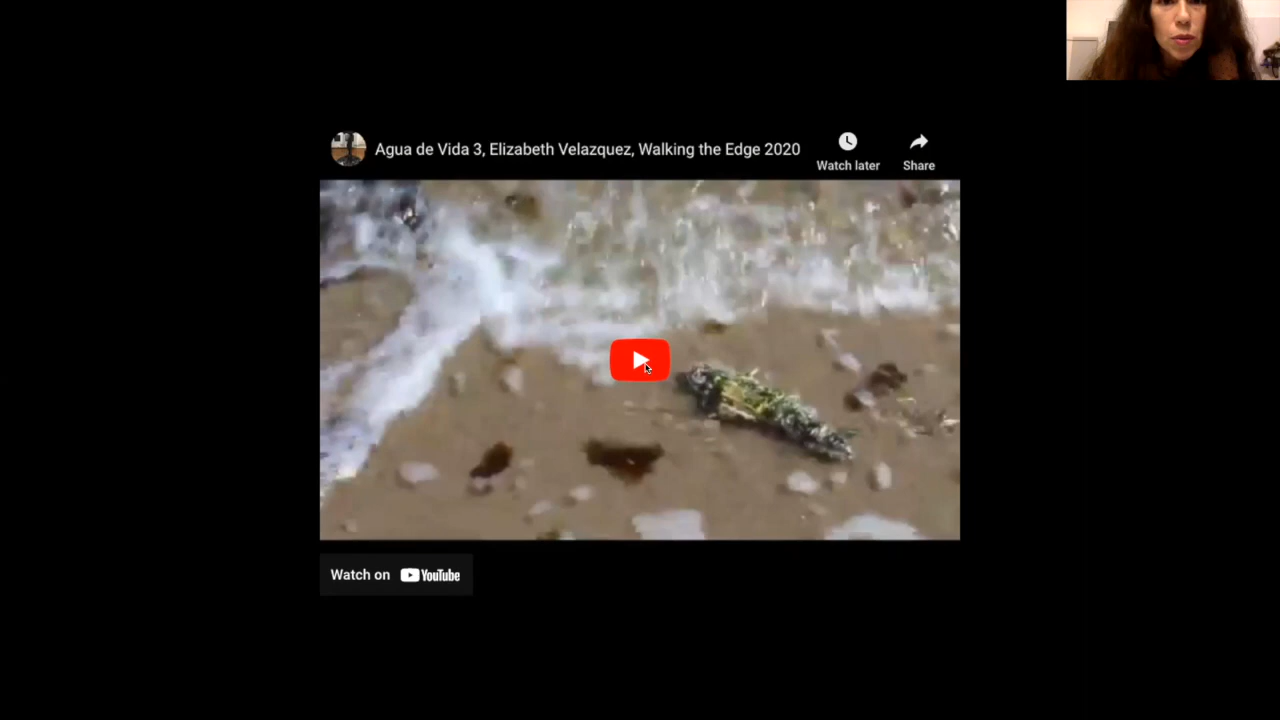 Agua de Vida 3, Elizabeth Velazquez, Walking the Edge 2020
Watch later
Share
Watch on YouTube